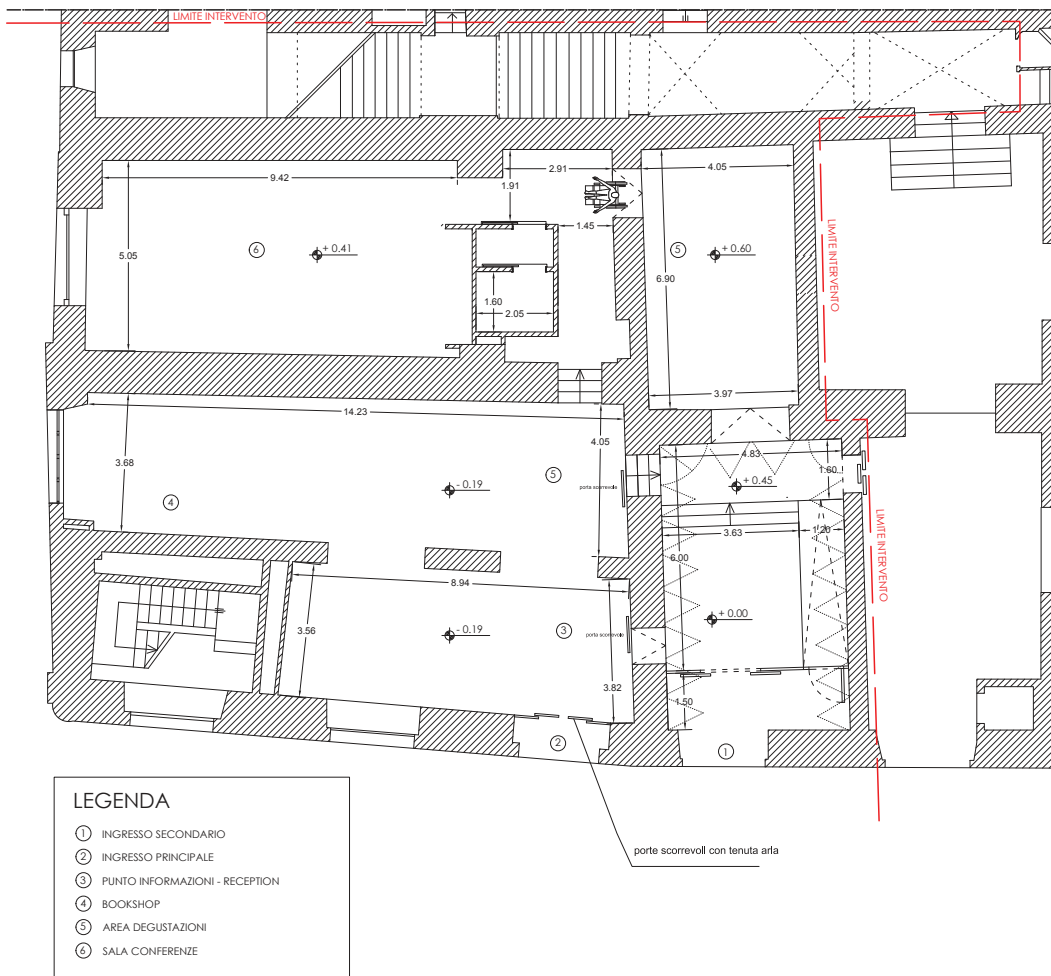 LIMITE INTERVENTO
2.91
4.05
9.42
1.91
1.45
LIMITE INTERVENTO
5.05
6
+ 0.41
5
+ 0.60
6.90
1.60
2.05
3.97
14.23
4.05
3.68
4.83
1.60
5
porta scorrevole
+ 0.45
4
- 0.19
LIMITE INTERVENTO
3.63
1.20
6.00
8.94
+ 0.00
3.56
- 0.19
3
porta scorrevole
3.82
1.50
2
1
LEGENDA
1 INGRESSO SECONDARIO
2 INGRESSO PRINCIPALE
3 PUNTO INFORMAZIONI - RECEPTION
4 BOOKSHOP
5 AREA DEGUSTAZIONI
6 SALA CONFERENZE
porte scorrevoll con tenuta arla